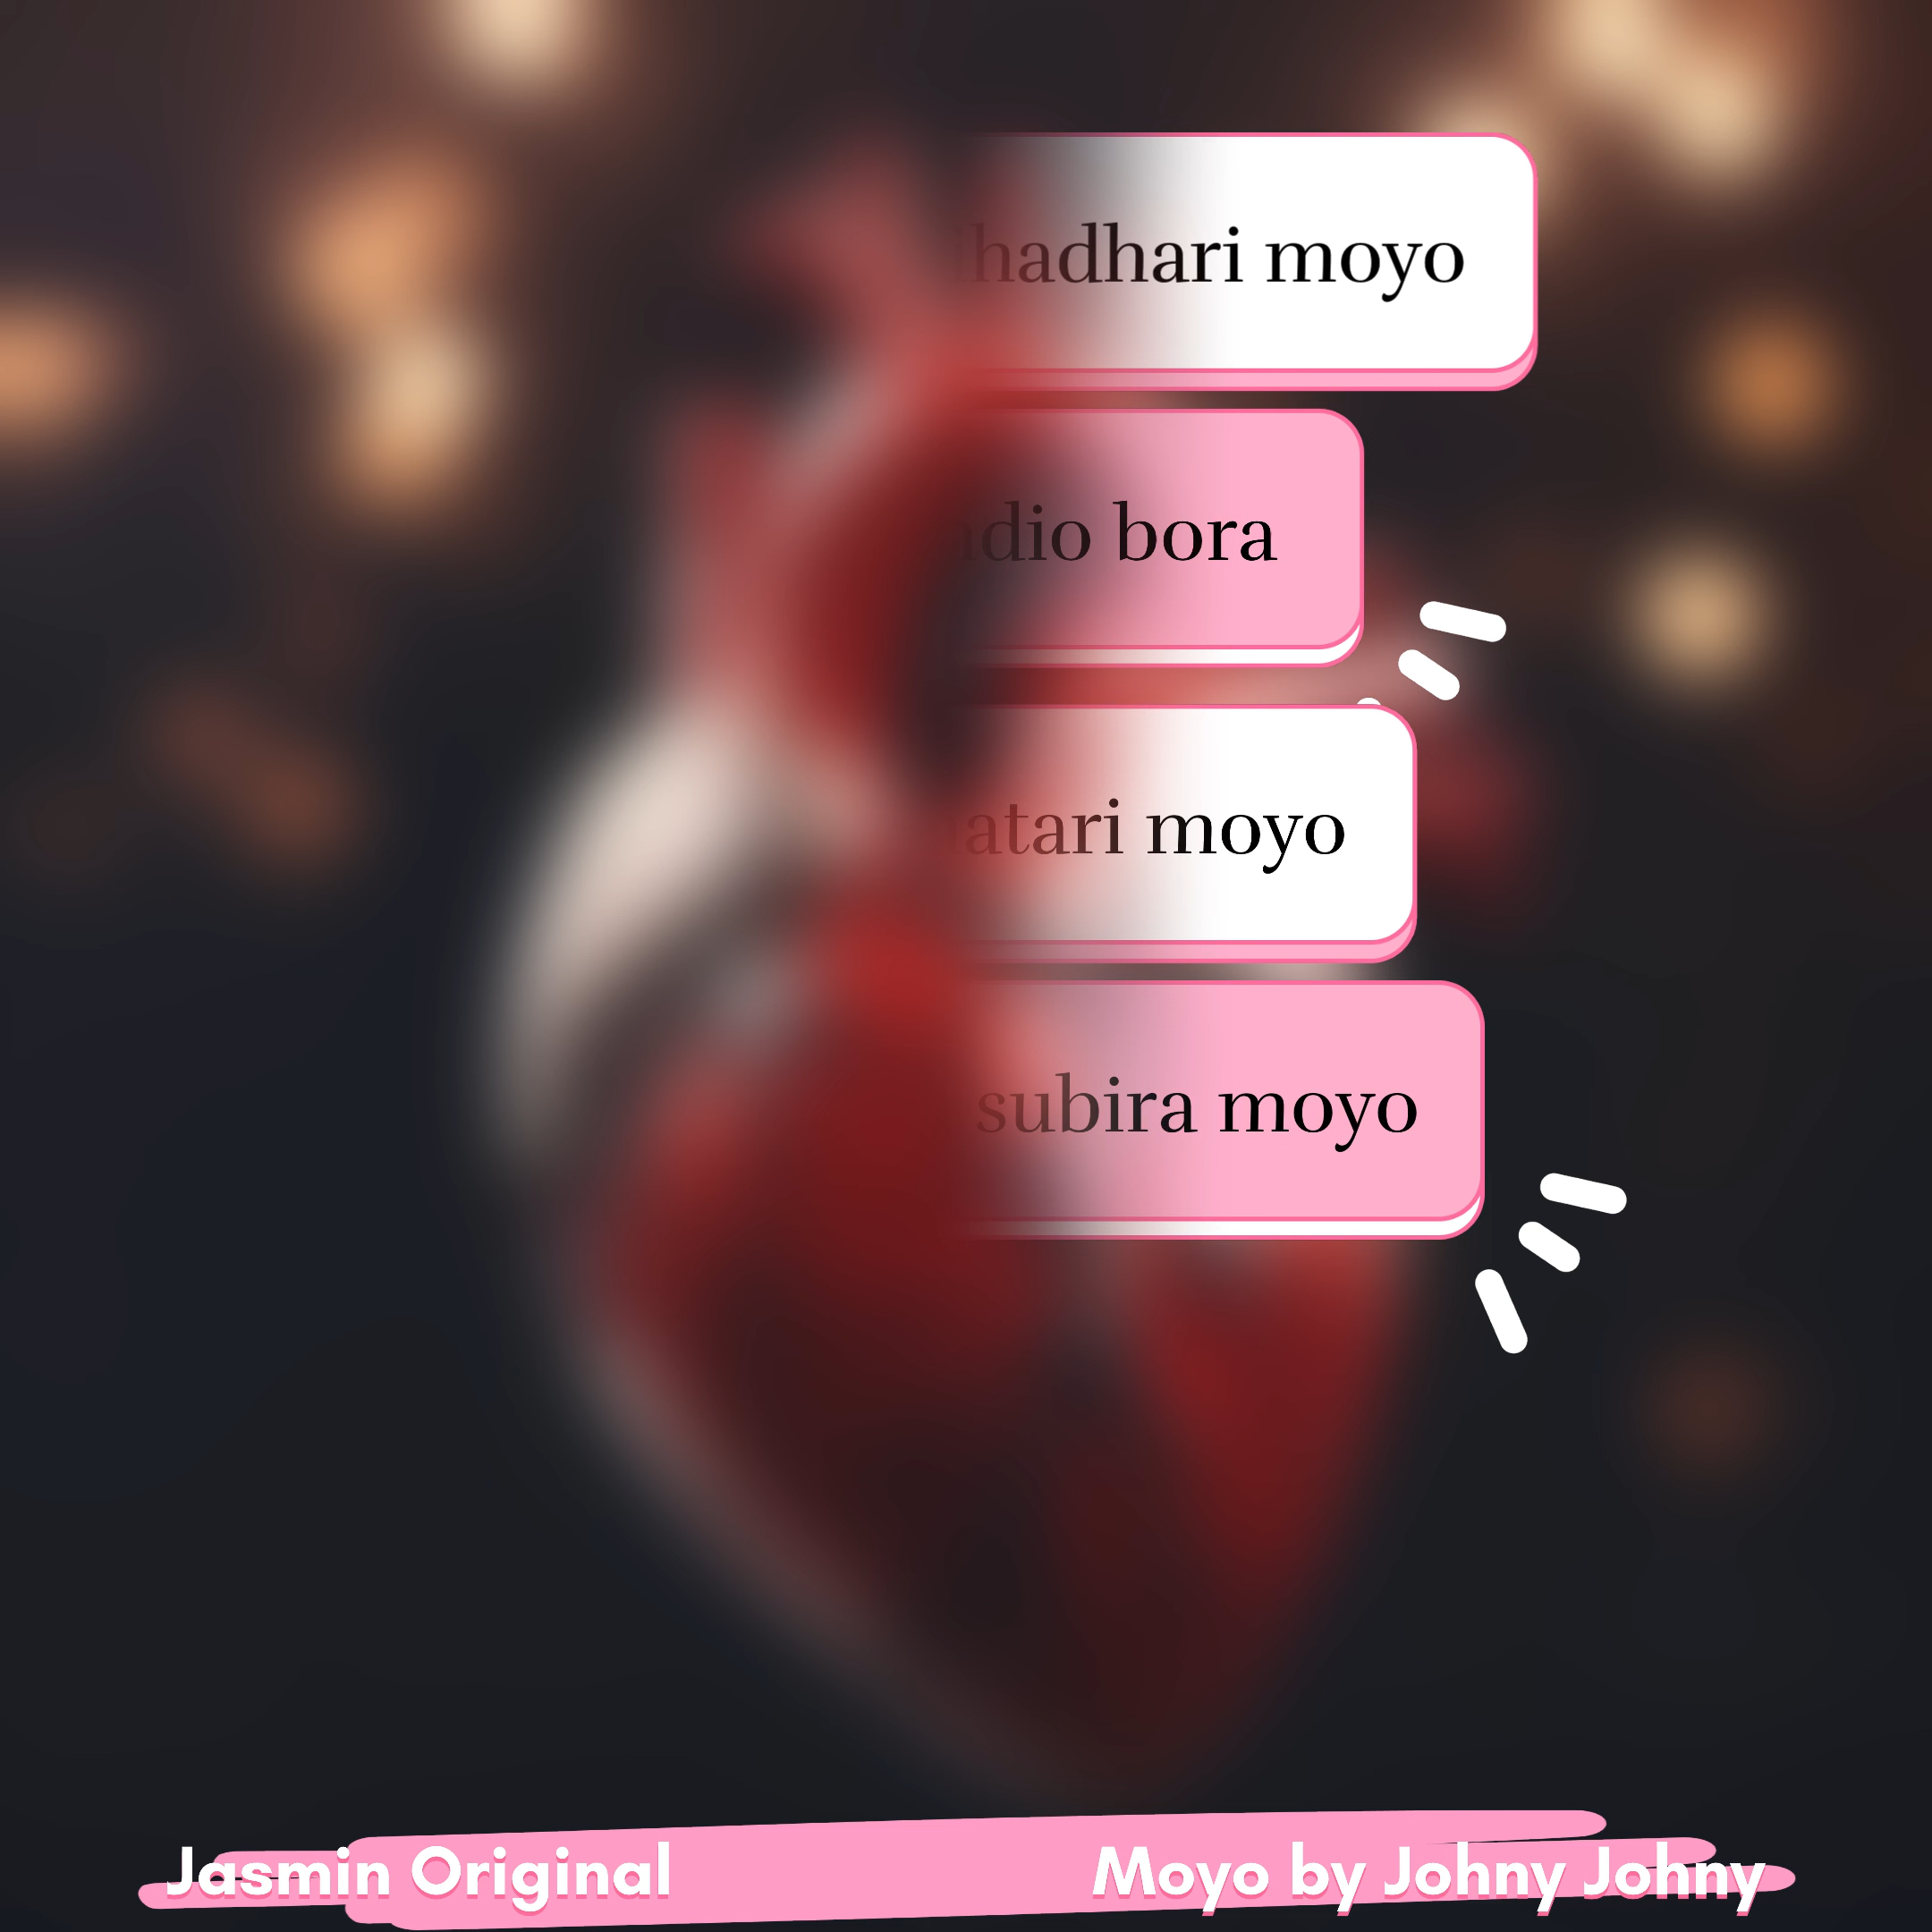 hadhari moyo
dio bora
atari moyo
subira moyo
Jasmin Original
Moyo by Johny Johny